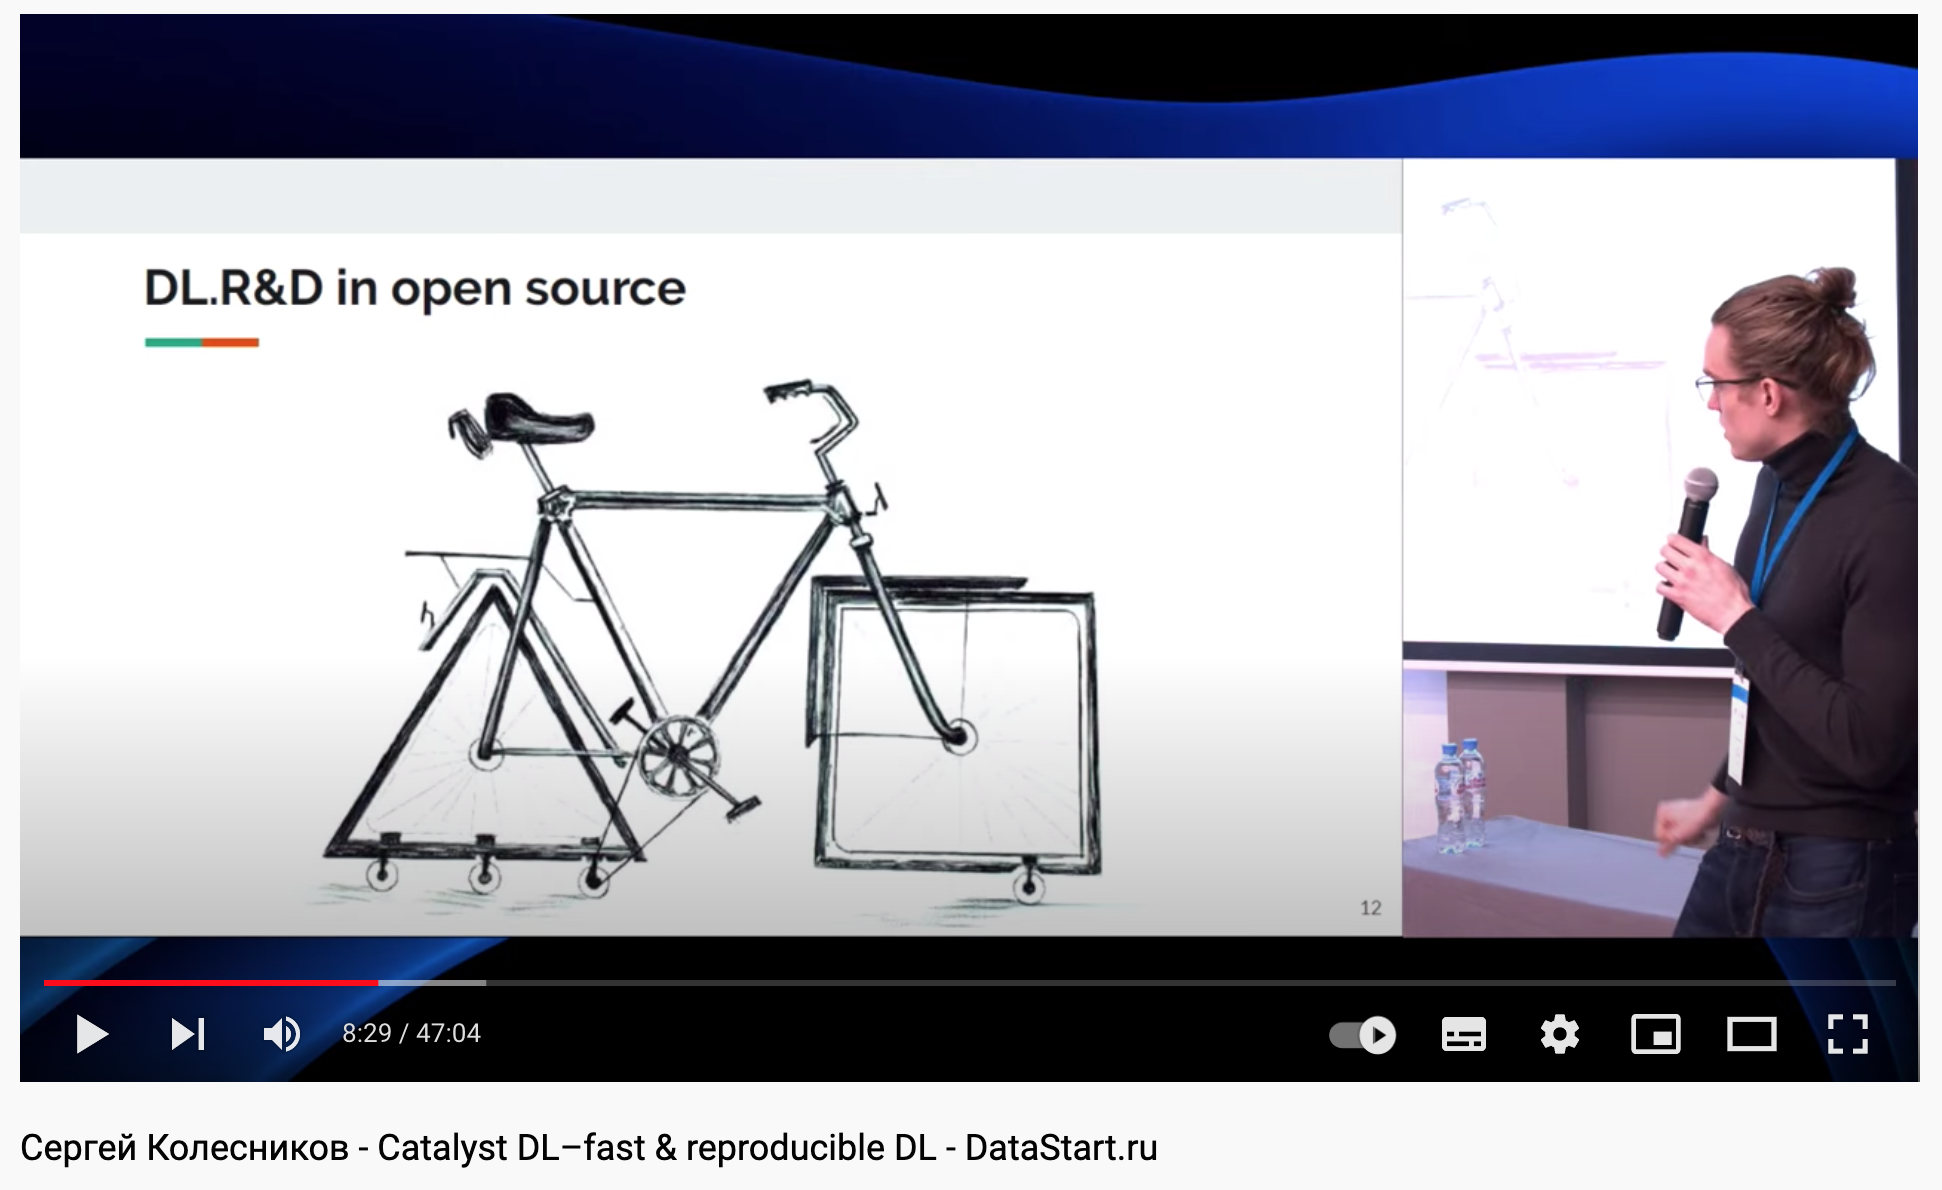 DL.R&D in open source
12
8:29 / 47:04
Сергей Колесников - Catalyst DL–fast & reproducible DL - DataStart.ru